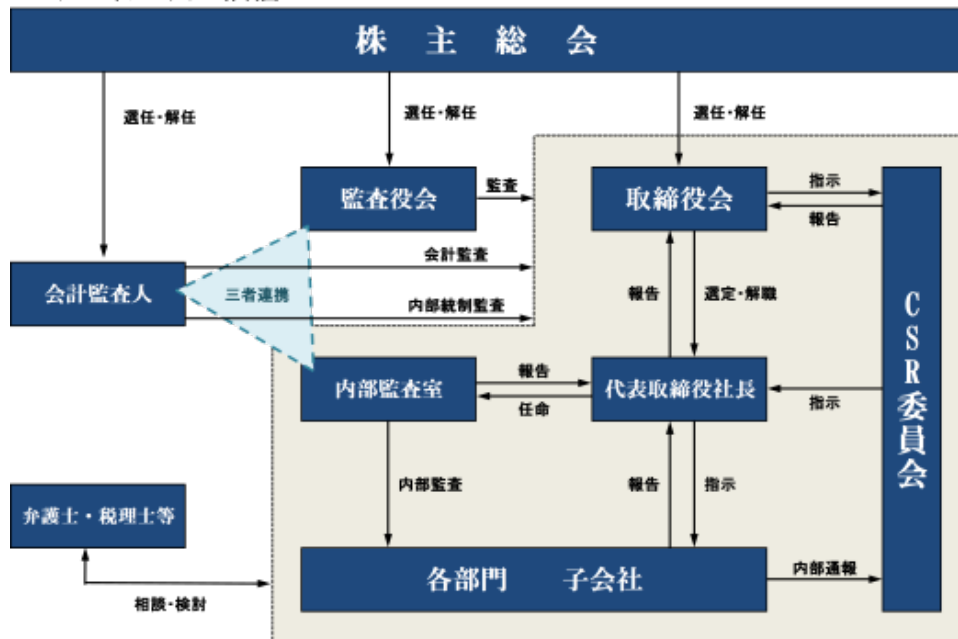 株主総会
選任・解任
選任・解任
選任・解任
監査役会
監査
取締役会
指示
報告
会計監査人
三者連携
会計監査
内部統制監査
報告
選定・解職
CSR委員会
内部監査室
報告
任命
代表取締役社長
指示
内部監査
報告
指示
弁護士・税理士等
相談・検討
各部門 子会社
内部通報